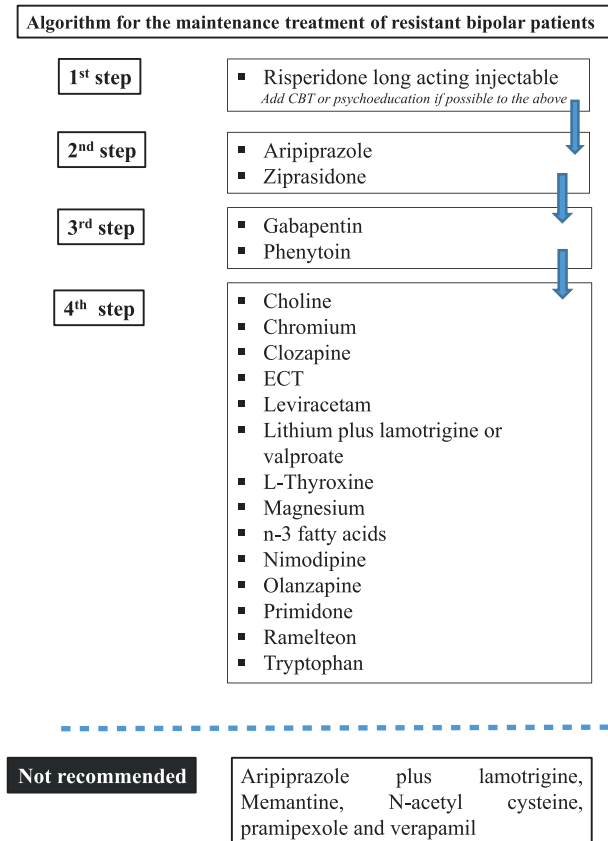 Algorithm for the maintenance treatment of resistant bipolar patients
1st step
▪ Risperidone long acting injectable
Add CBT or psychoeducation if possible to the above
2nd step
▪ Aripiprazole
▪ Ziprasidone
3rd step
▪ Gabapentin
▪ Phenytoin
4th step
▪ Choline
▪ Chromium
▪ Clozapine
▪ ECT
▪ Leviracetam
▪ Lithium plus lamotrigine or
valproate
▪ L-Thyroxine
▪ Magnesium
▪ n-3 fatty acids
▪ Nimodipine
▪ Olanzapine
▪ Primidone
▪ Ramelteon
▪ Tryptophan
Not recommended
Aripiprazole plus lamotrigine,
Memantine, N-acetyl cysteine,
pramipexole and verapamil